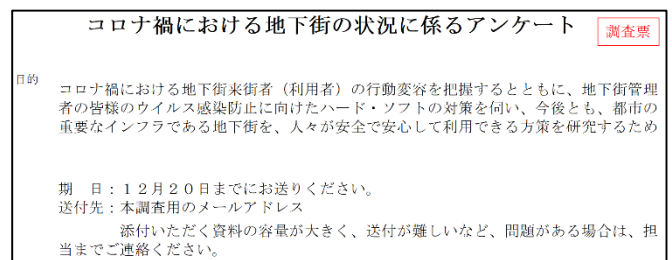 コロナ禍における地下街の状況に係るアンケート 調査票
目的
コロナ禍における地下街来街者（利用者）の行動変容を把握するとともに、地下街管理
者の皆様のウイルス感染防止に向けたハード・ソフトの対策を伺い、今後とも、都市の
重要なインフラである地下街を、人々が安全で安心して利用できる方策を研究するため
期　日：１２月２０日までにお送りください。
送付先：本調査用のメールアドレス
添付いただく資料の容量が大きく、送付が難しいなど、問題がある場合は、担
当までご連絡ください。